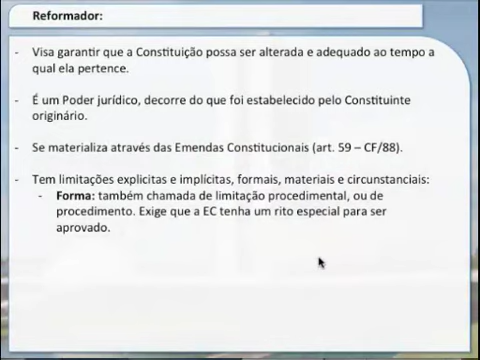 Reformador:
- Visa garantir que a Constituição possa ser alterada e adequado ao tempo a
qual ela pertence.
- É um Poder jurídico, decorre do que foi estabelecido pelo Constituinte
originário.
- Se materializa através das Emendas Constitucionais (art. 59 – CF/88).
- Tem limitações explicitas e implícitas, formais, materiais e circunstanciais:
- Forma: também chamada de limitação procedimental, ou de
procedimento. Exige que a EC tenha um rito especial para ser
aprovado.